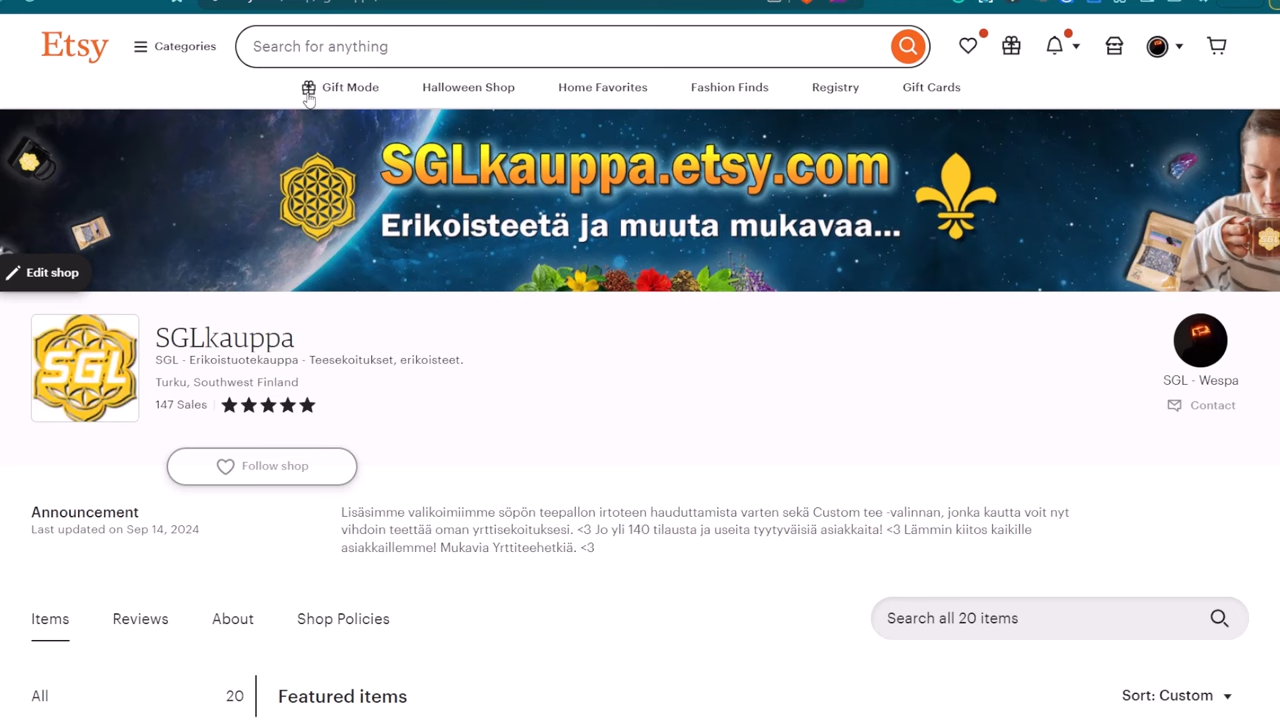 Etsy
Categories
Search for anything
Gift Mode
Halloween Shop
Home Favorites
Fashion Finds
Registry
Gift Cards
SGLkauppa.etsy.com
Erikoisteetä ja muuta mukavaa...
Edit shop
SGL
SGLkauppa
SGL - Erikoistuotekauppa - Teesekoitukset, erikoisteet.
Turku, Southwest Finland
147 Sales
SGL - Wespa
Contact
Follow shop
Announcement
Last updated on Sep 14, 2024
Lisäsimme valikoimiimme söpön teepallon irtoteen hauduttamista varten sekä Custom tee -valinnan, jonka kautta voit nyt
vihdoin teettää oman yrttisekoituksesi. <3 Jo yli 140 tilausta ja useita tyytyväisiä asiakkaita! <3 Lämmin kiitos kaikille
asiakkaillemme! Mukavia Yrttiteehetkiä. <3
Items
Reviews
About
Shop Policies
Search all 20 items
All
20
Featured items
Sort: Custom